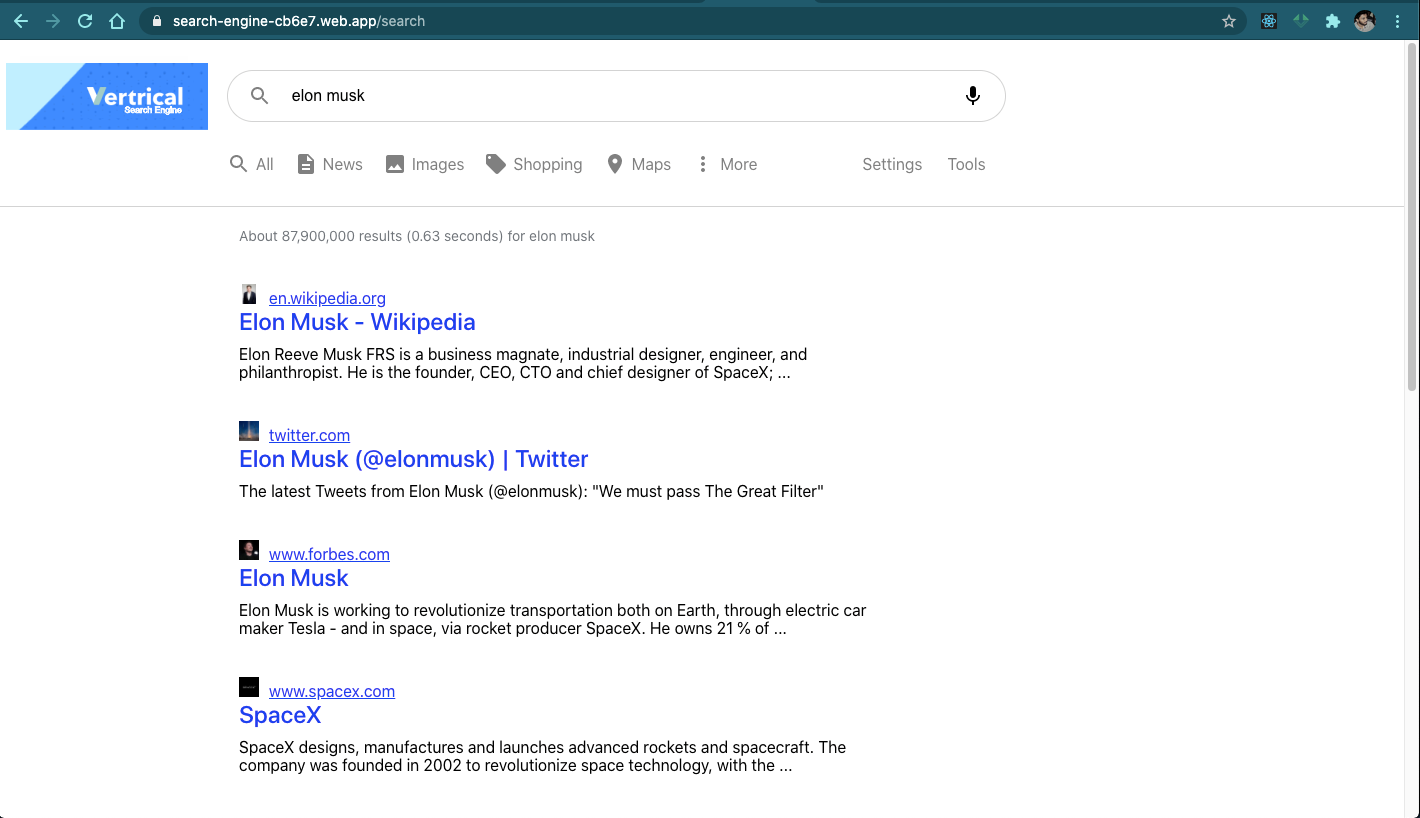 search-engine-cb6e7.web.app/search
Vertrical
Search Engine
elon musk
All News Images Shopping Maps More Settings Tools
About 87,900,000 results (0.63 seconds) for elon musk
en.wikipedia.org
Elon Musk - Wikipedia
Elon Reeve Musk FRS is a business magnate, industrial designer, engineer, and
philanthropist. He is the founder, CEO, CTO and chief designer of SpaceX; ...
twitter.com
Elon Musk (@elonmusk) | Twitter
The latest Tweets from Elon Musk (@elonmusk): "We must pass The Great Filter"
www.forbes.com
Elon Musk
Elon Musk is working to revolutionize transportation both on Earth, through electric car
maker Tesla - and in space, via rocket producer SpaceX. He owns 21 % of ...
www.spacex.com
SpaceX
SpaceX designs, manufactures and launches advanced rockets and spacecraft. The
company was founded in 2002 to revolutionize space technology, with the ...